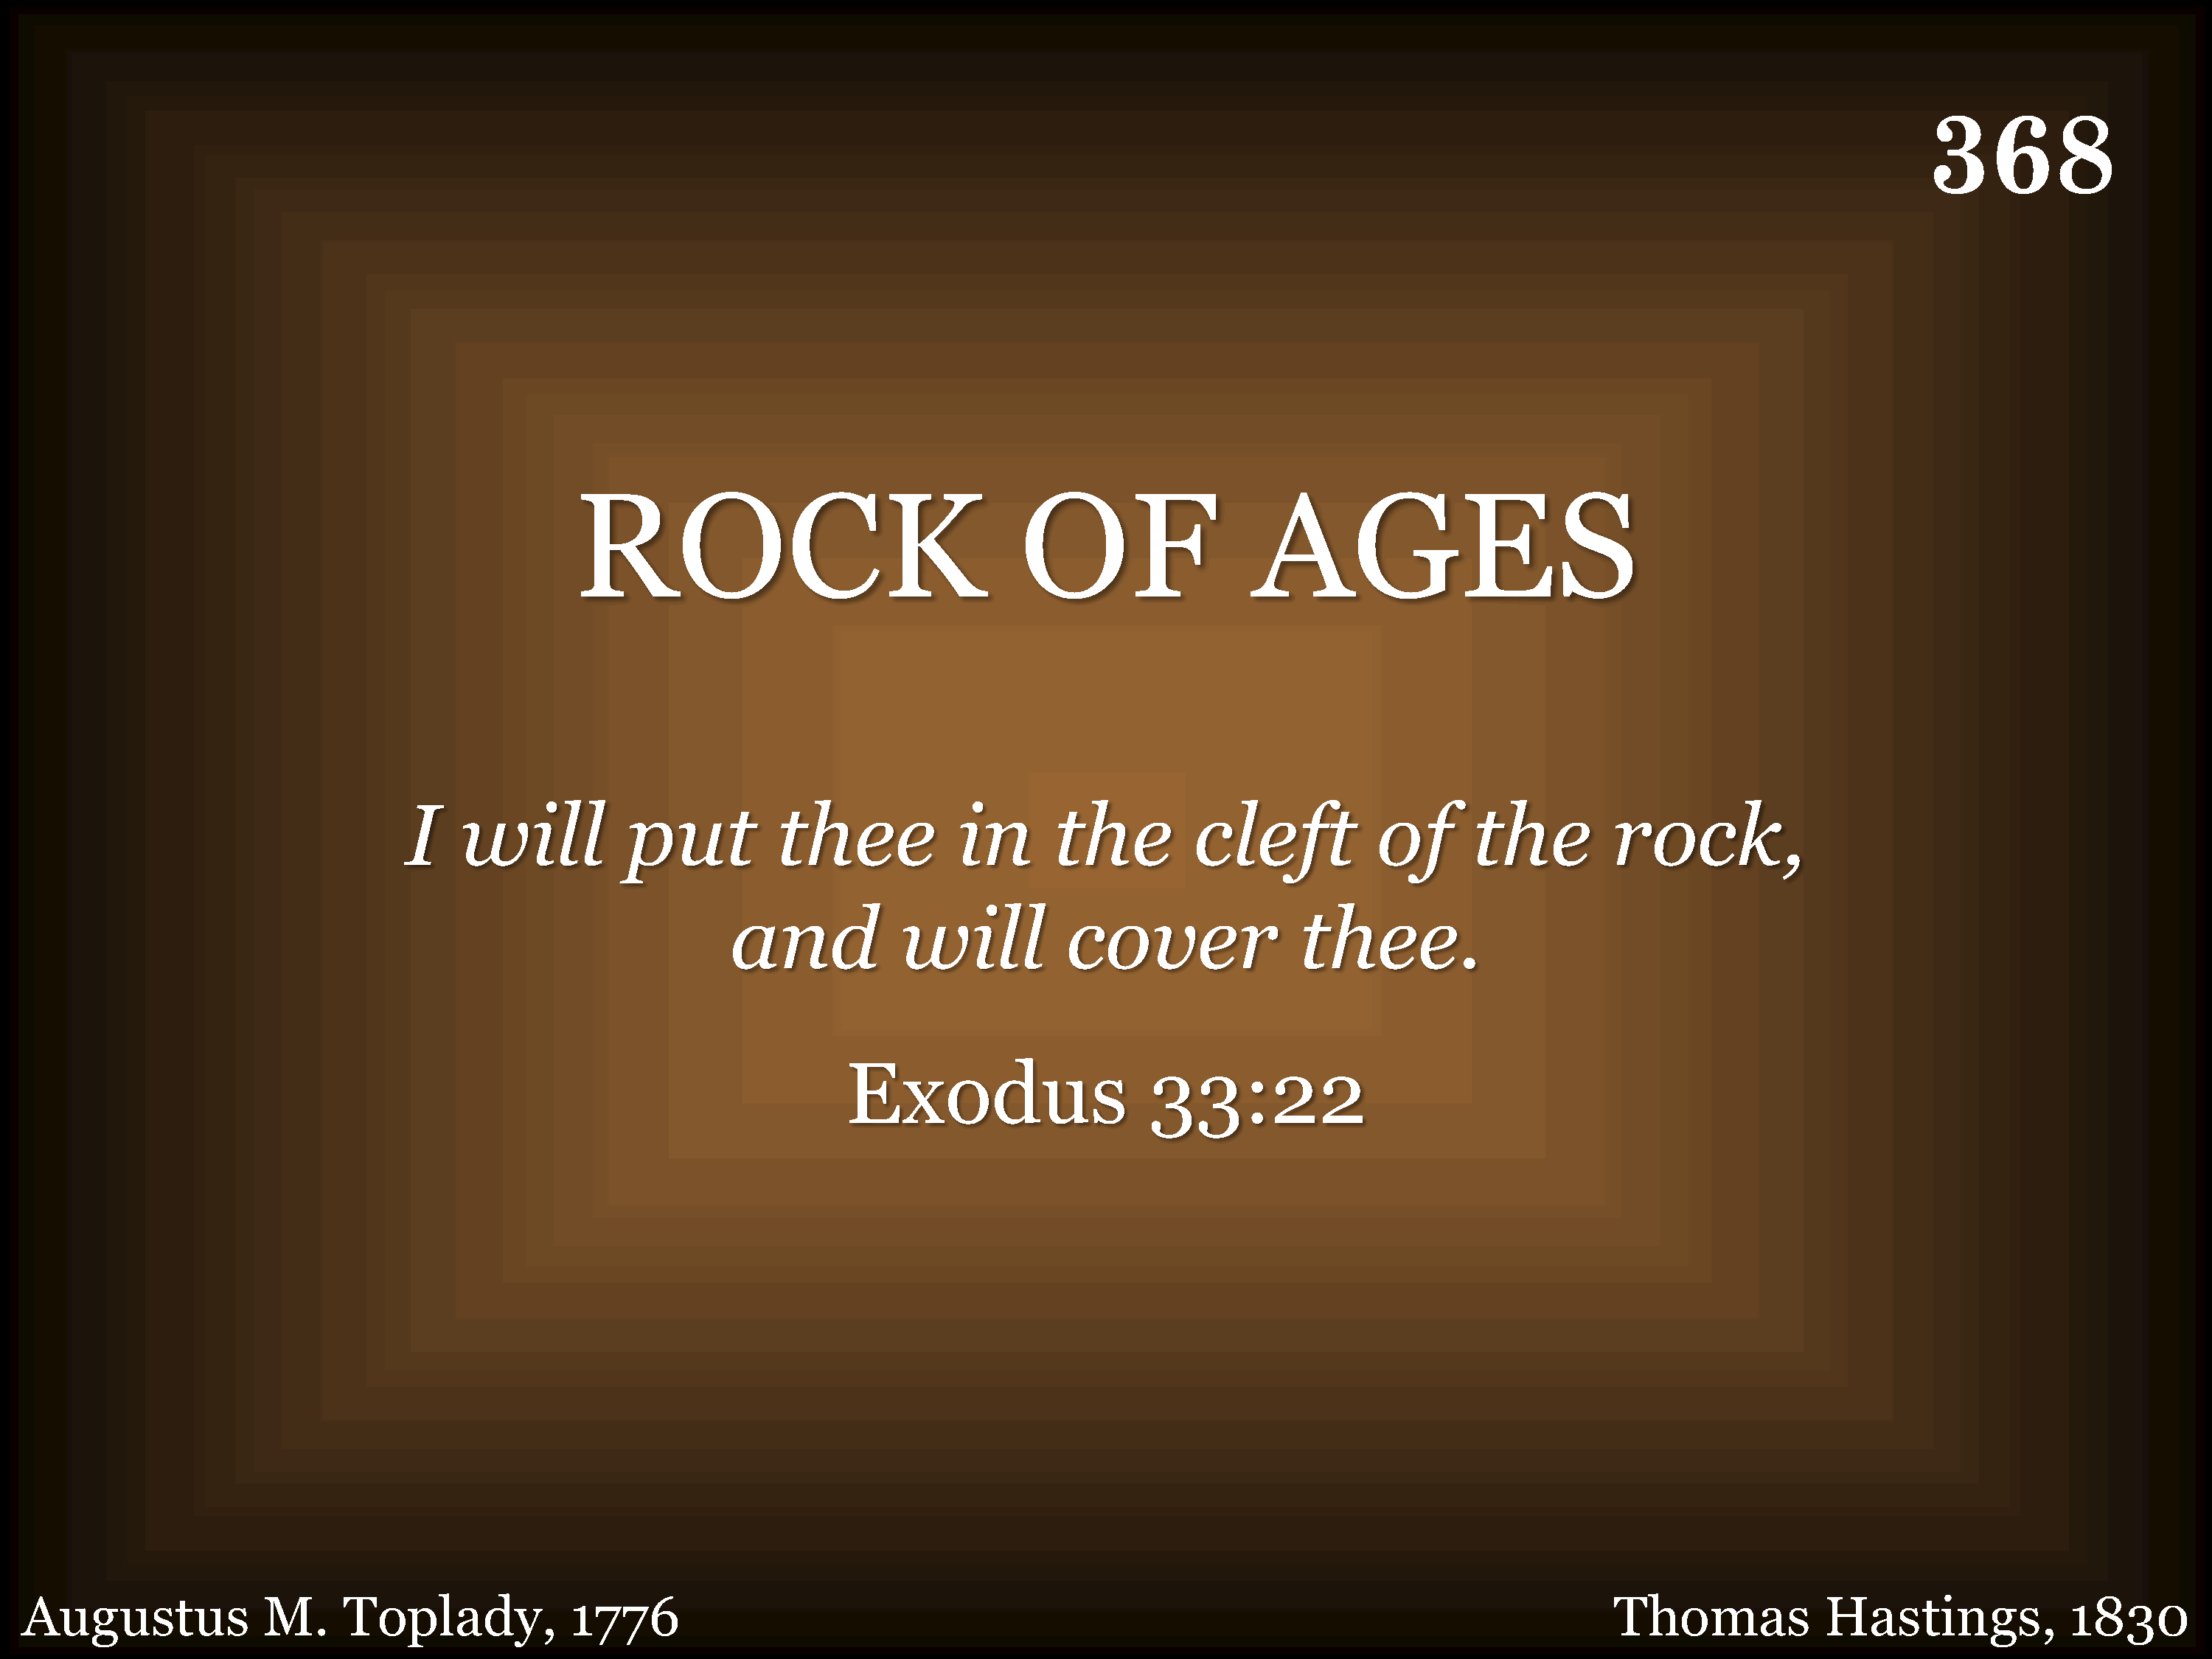 368
ROCK OF AGES
I will put thee in the cleft of the rock,
and will cover thee.
Exodus 33:22
Augustus M. Toplady, 1776
Thomas Hastings, 1830